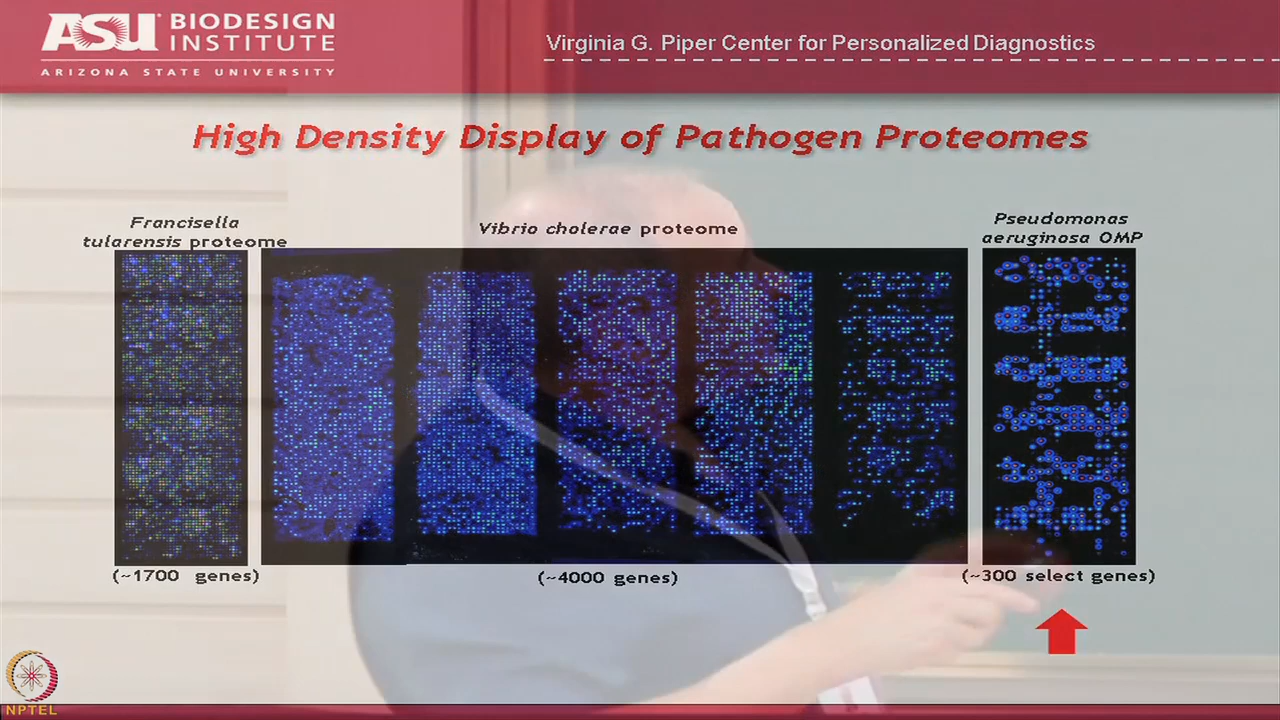 ASU BIODESIGN
INSTITUTE
ARIZONA STATE UNIVERSITY
Virginia G. Piper Center for Personalized Diagnostics
High Density Display of Pathogen Proteomes
Francisella
tularensis proteome
Vibrio cholerae proteome
Pseudomonas
aeruginosa OMP
(~1700 genes)
(~4000 genes)
(~300 select genes)
NPTEL